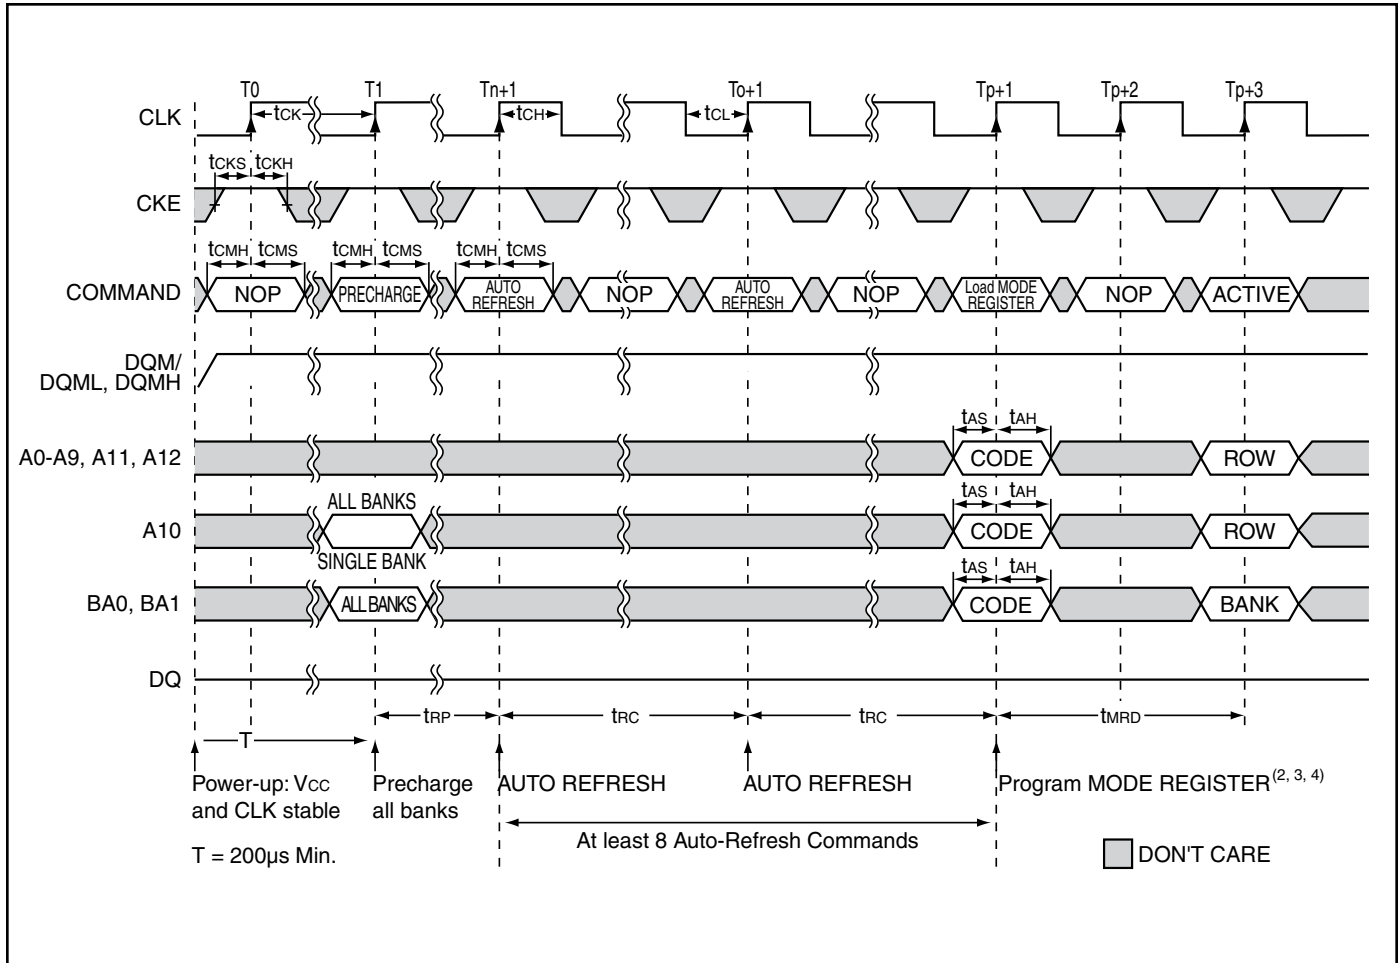 T0 T1 Tn+1 To+1 Tp+1 Tp+2 Tp+3
CLK tCK tCH tCL
tCKS tCKH
CKE
tCMH tCMS tCMH tCMS tCMH tCMS
COMMAND NOP PRECHARGE AUTO REFRESH NOP AUTO REFRESH NOP Load MODE REGISTER NOP ACTIVE
DQM/
DQML, DQMH
tAS tAH
A0-A9, A11, A12 CODE ROW
ALL BANKS tAS tAH
A10 CODE ROW
SINGLE BANK tAS tAH
BA0, BA1 ALL BANKS CODE BANK
DQ
tRP tRC tRC tMRD
T
Power-up: VCC Precharge AUTO REFRESH AUTO REFRESH Program MODE REGISTER(2, 3, 4)
and CLK stable all banks
At least 8 Auto-Refresh Commands
T = 200µs Min. DON'T CARE